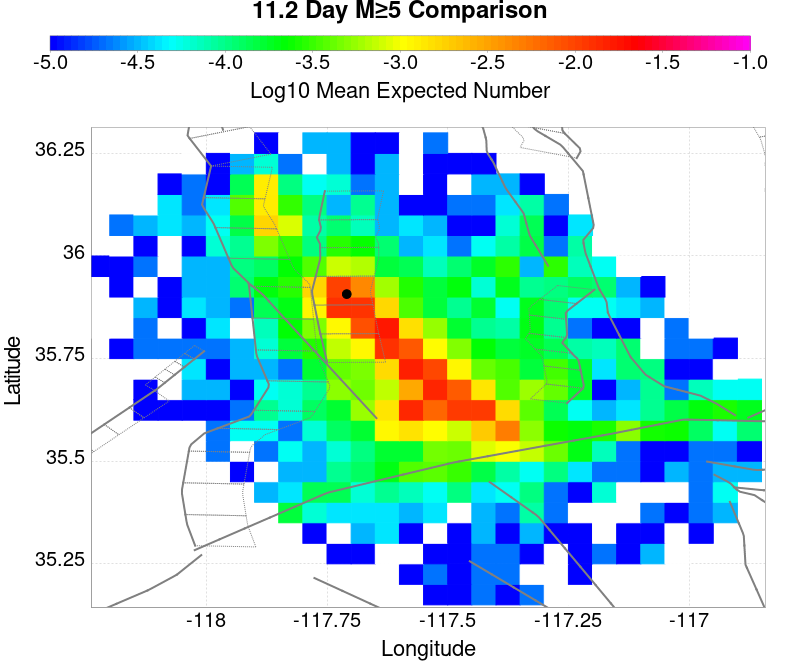 11.2 Day M≥5 Comparison
-5.0 -4.5 -4.0 -3.5 -3.0 -2.5 -2.0 -1.5 -1.0
Log10 Mean Expected Number
36.25
36
35.75
35.5
35.25
Latitude
-118 -117.75 -117.5 -117.25 -117
Longitude